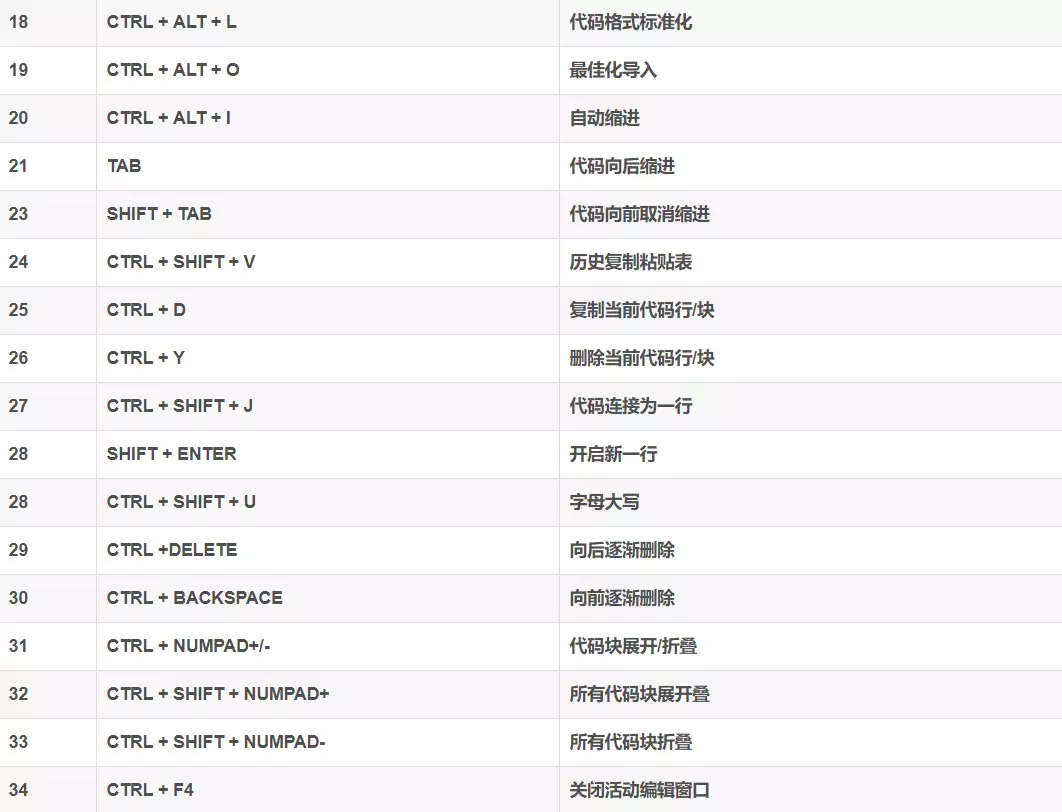 18 CTRL + ALT + L 代码格式标准化
19 CTRL + ALT + O 最佳化导入
20 CTRL + ALT + I 自动缩进
21 TAB 代码向后缩进
23 SHIFT + TAB 代码向前取消缩进
24 CTRL + SHIFT + V 历史复制粘贴表
25 CTRL + D 复制当前代码行/块
26 CTRL + Y 删除当前代码行/块
27 CTRL + SHIFT + J 代码连接为一行
28 SHIFT + ENTER 开启新一行
28 CTRL + SHIFT + U 字母大写
29 CTRL +DELETE 向后逐渐删除
30 CTRL + BACKSPACE 向前逐渐删除
31 CTRL + NUMPAD+/- 代码块展开/折叠
32 CTRL + SHIFT + NUMPAD+ 所有代码块展开叠
33 CTRL + SHIFT + NUMPAD- 所有代码块折叠
34 CTRL + F4 关闭活动编辑窗口